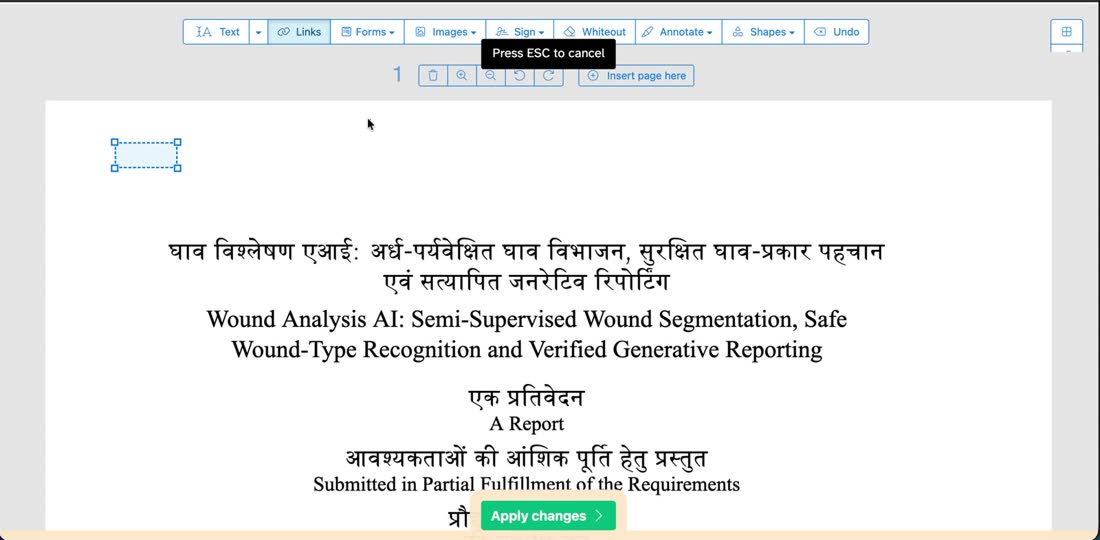 Text
Links
Forms
Images
Sign
Whiteout
Annotate
Shapes
Undo
Press ESC to cancel
1
Insert page here
घाव विश्लेषण एआई: अर्ध-पर्यवेक्षित घाव विभाजन, सुरक्षित घाव-प्रकार पहचान
एवं सत्यापित जनरेटिव रिपोर्टिंग
Wound Analysis AI: Semi-Supervised Wound Segmentation, Safe
Wound-Type Recognition and Verified Generative Reporting
एक प्रतिवेदन
A Report
आवश्यकताओं की आंशिक पूर्ति हेतु प्रस्तुत
Submitted in Partial Fulfillment of the Requirements
Apply changes